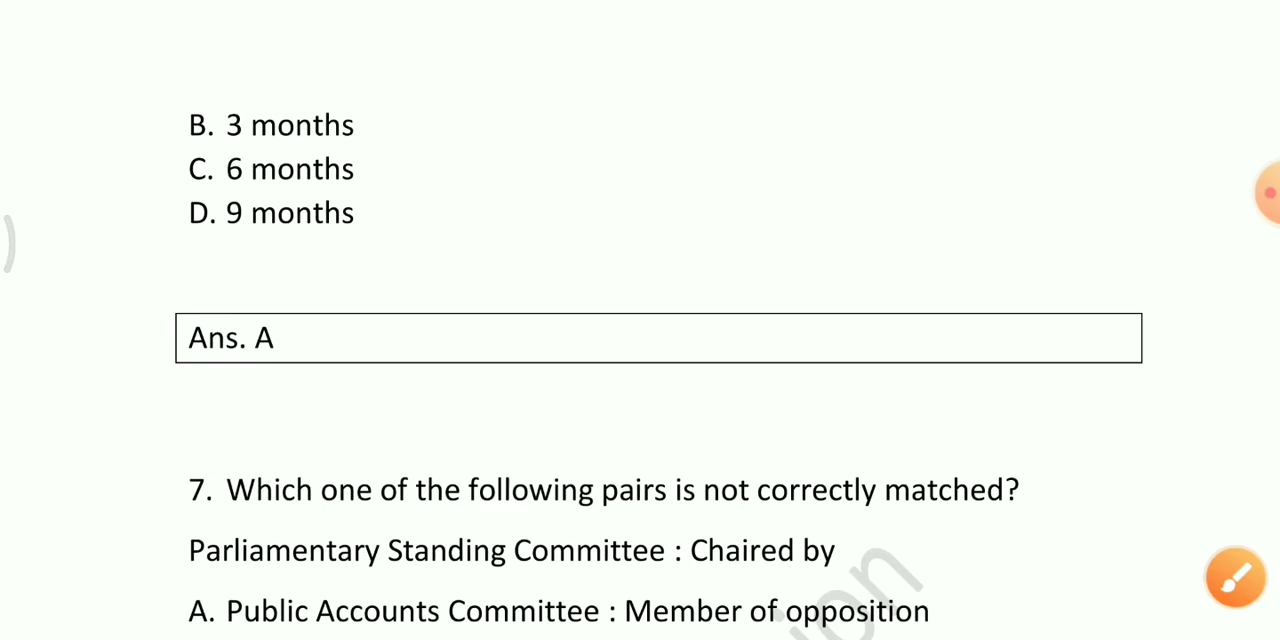 B. 3 months
C. 6 months
D. 9 months
Ans. A
7. Which one of the following pairs is not correctly matched?
Parliamentary Standing Committee : Chaired by
A. Public Accounts Committee : Member of opposition